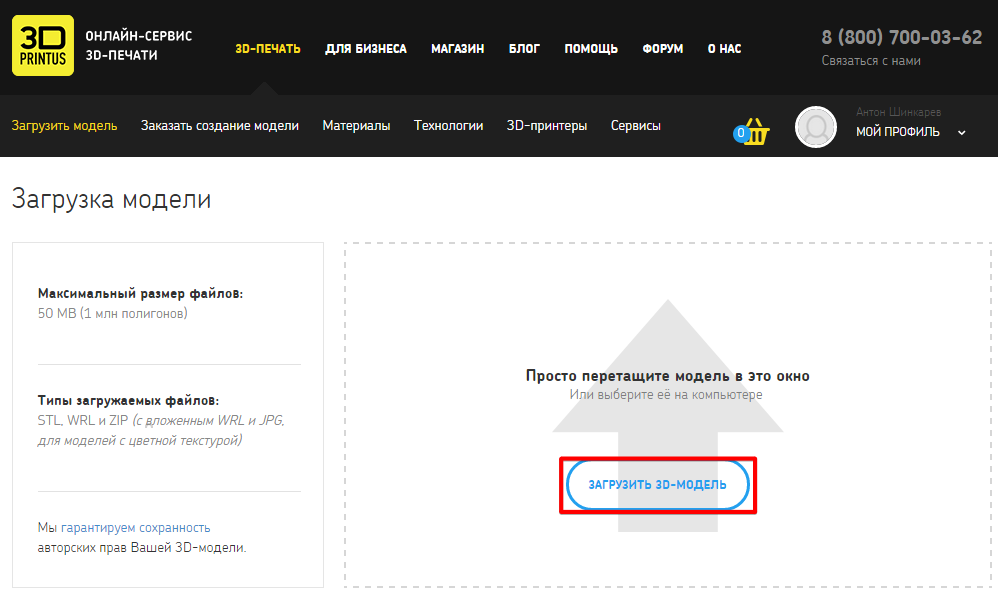 3D
PRINTUS
ОНЛАЙН-СЕРВИС
3D-ПЕЧАТИ
3D-ПЕЧАТЬ ДЛЯ БИЗНЕСА МАГАЗИН БЛОГ ПОМОЩЬ ФОРУМ О НАС
8 (800) 700-03-62
Связаться с нами
Загрузить модель Заказать создание модели Материалы Технологии 3D-принтеры Сервисы
0
Антон Шинкарев
МОЙ ПРОФИЛЬ
Загрузка модели
Максимальный размер файлов:
50 MB (1 млн полигонов)
Типы загружаемых файлов:
STL, WRL и ZIP (с вложенным WRL и JPG,
для моделей с цветной текстурой)
Мы гарантируем сохранность
авторских прав Вашей 3D-модели.
Просто перетащите модель в это окно
Или выберите её на компьютере
ЗАГРУЗИТЬ 3D-МОДЕЛЬ